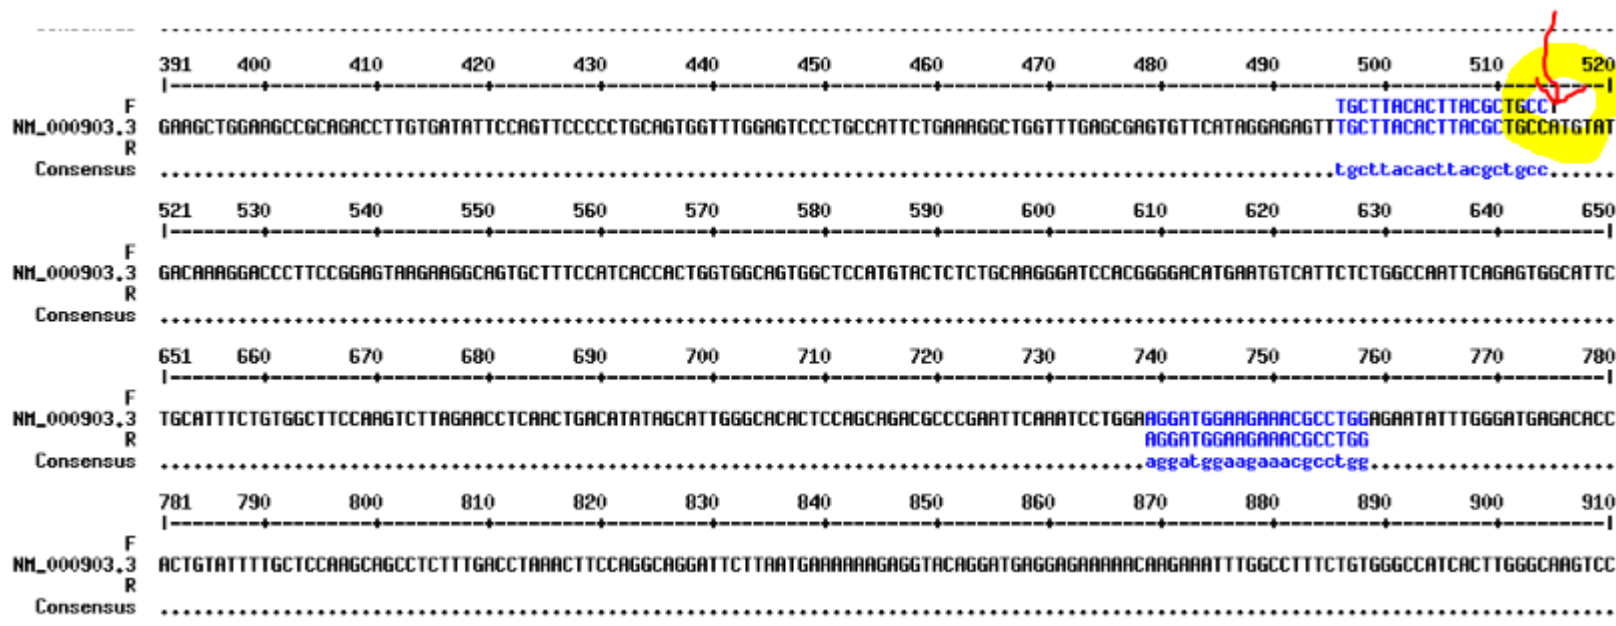 391 400 410 420 430 440 450 460 470 480 490 500 510 520
|--------+---------+---------+---------+---------+---------+---------+---------+---------+---------+---------+---------+---------|
F TGCTTACACTTACGCTGCC
NM_000903.3 GAAGCTGGAAGCCGCAGACCTTGTGATATTCCAGTTCCCCCTGCAGTGGTTTGGAGTCCCTGCCATTCTGAAAGGCTGGTTTGAGCGAGTGTTCATAGGAGAGTTTGCTTACACTTACGCTGCCATGTAT
R
Consensus .........................................................................................................tgcttacacttacgctgcc......
521 530 540 550 560 570 580 590 600 610 620 630 640 650
|--------+---------+---------+---------+---------+---------+---------+---------+---------+---------+---------+---------+---------|
F
NM_000903.3 GACAAAGGACCCTTCCGGAGTAAGAAGGCAGTGCTTTCCATCACCACTGGTGGCAGTGGCTCCATGTACTCTCTGCAAGGGATCCACGGGGACATGAATGTCATTCTCTGGCCAATTCAGAGTGGCATTC
R
Consensus ..................................................................................................................................
651 660 670 680 690 700 710 720 730 740 750 760 770 780
|--------+---------+---------+---------+---------+---------+---------+---------+---------+---------+---------+---------+---------|
F
NM_000903.3 TGCATTTCTGTGGCTTCCAAGTCTTAGAACCTCAACTGACATATAGCATTGGGCACACTCCAGCAGACGCCCGAATTCAAATCCTGGAAGGATGGAAGAAACGCCTGGAGAATATTTGGGATGAGACACC
R AGGATGGAAGAAACGCCTGG
Consensus ........................................................................................aggatggaagaaacgcctgg......................
781 790 800 810 820 830 840 850 860 870 880 890 900 910
|--------+---------+---------+---------+---------+---------+---------+---------+---------+---------+---------+---------+---------|
F
NM_000903.3 ACTGTATTTTGCTCCAAGCAGCCTCTTTGACCTAAACTTCCAGGCAGGATTCTTAATGAAAAAAGAGGTACAGGATGAGGAGAAAAACAAGAAATTTGGCCTTTCTGTGGGCCATCACTTGGGCAAGTCC
R
Consensus ..................................................................................................................................